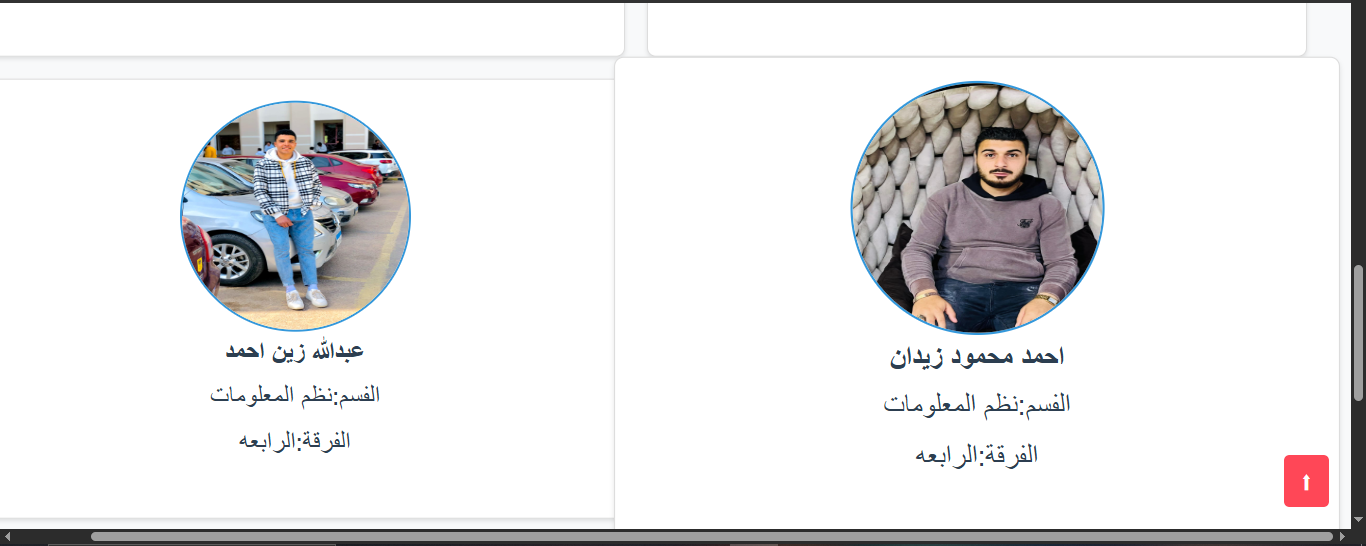 احمد محمود زيدان
الفسم:نظم المعلومات
الفرقة:الرابعه
عبدالله زين احمد
الفسم:نظم المعلومات
الفرقة:الرابعه